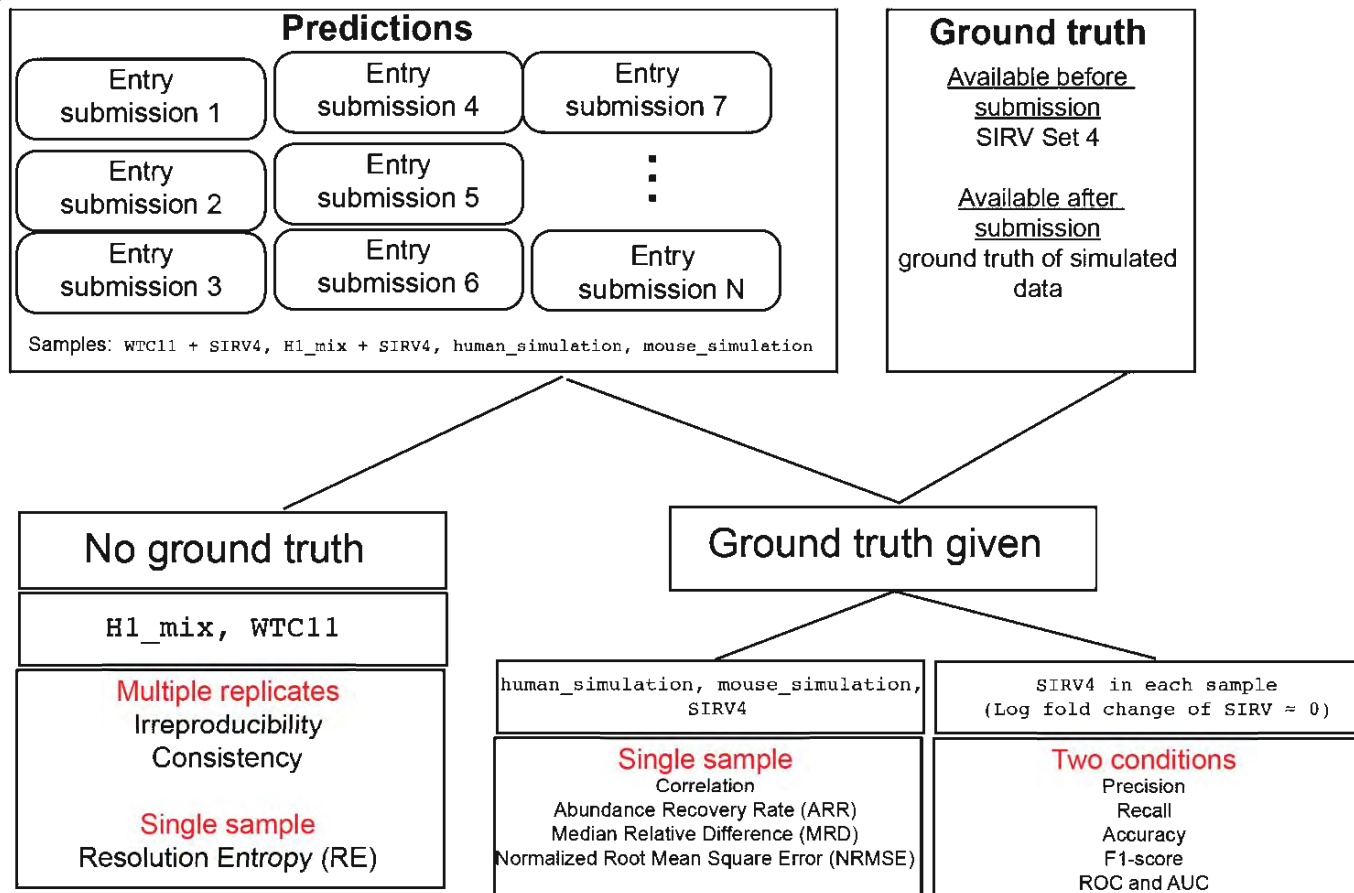 Predictions
Entry
submission 1
Entry
submission 4
Entry
submission 7
Entry
submission 2
Entry
submission 5
⋮
Entry
submission 3
Entry
submission 6
Entry
submission N
Samples: WTC11 + SIRV4, H1_mix + SIRV4, human_simulation, mouse_simulation
Ground truth
Available before
submission
SIRV Set 4
Available after
submission
ground truth of simulated
data
No ground truth
H1_mix, WTC11
Multiple replicates
Irreproducibility
Consistency
Single sample
Resolution Entropy (RE)
Ground truth given
human_simulation, mouse_simulation,
SIRV4
Single sample
Correlation
Abundance Recovery Rate (ARR)
Median Relative Difference (MRD)
Normalized Root Mean Square Error (NRMSE)
SIRV4 in each sample
(Log fold change of SIRV ≈ 0)
Two conditions
Precision
Recall
Accuracy
F1-score
ROC and AUC